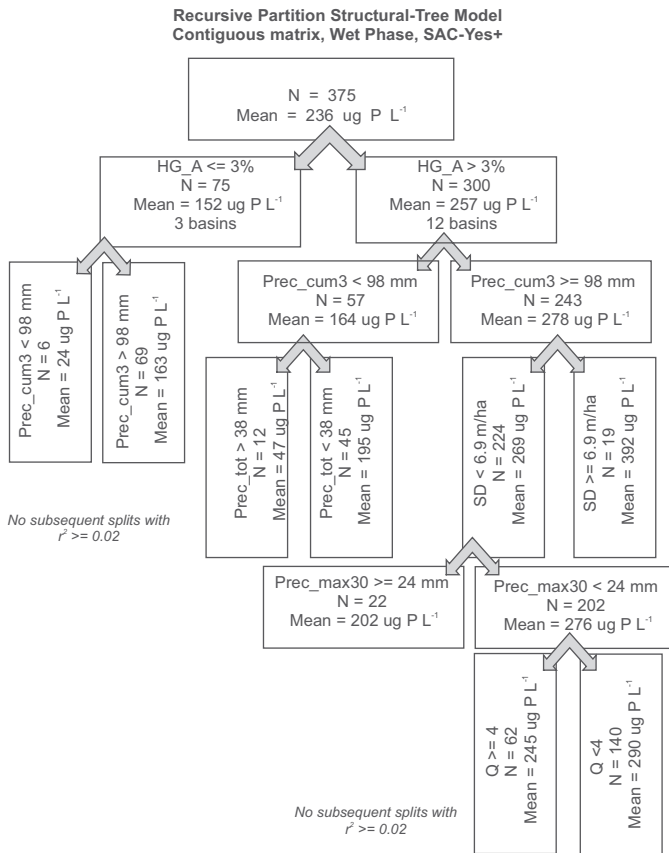 Recursive Partition Structural-Tree Model
Contiguous matrix, Wet Phase, SAC-Yes+
N = 375
Mean = 236 ug P L⁻¹
HG_A <= 3%
N = 75
Mean = 152 ug P L⁻¹
3 basins
HG_A > 3%
N = 300
Mean = 257 ug P L⁻¹
12 basins
Prec_cum3 < 98 mm
N = 6
Mean = 24 ug P L⁻¹
Prec_cum3 > 98 mm
N = 69
Mean = 163 ug P L⁻¹
Prec_cum3 < 98 mm
N = 57
Mean = 164 ug P L⁻¹
Prec_cum3 >= 98 mm
N = 243
Mean = 278 ug P L⁻¹
Prec_tot > 38 mm
N = 12
Mean = 47 ug P L⁻¹
Prec_tot < 38 mm
N = 45
Mean = 195 ug P L⁻¹
SD < 6.9 m/ha
N = 224
Mean = 269 ug P L⁻¹
SD >= 6.9 m/ha
N = 19
Mean = 392 ug P L⁻¹
No subsequent splits with
r² >= 0.02
Prec_max30 >= 24 mm
N = 22
Mean = 202 ug P L⁻¹
Prec_max30 < 24 mm
N = 202
Mean = 276 ug P L⁻¹
Q >= 4
N = 62
Mean = 245 ug P L⁻¹
Q <4
N = 140
Mean = 290 ug P L⁻¹
No subsequent splits with
r² >= 0.02